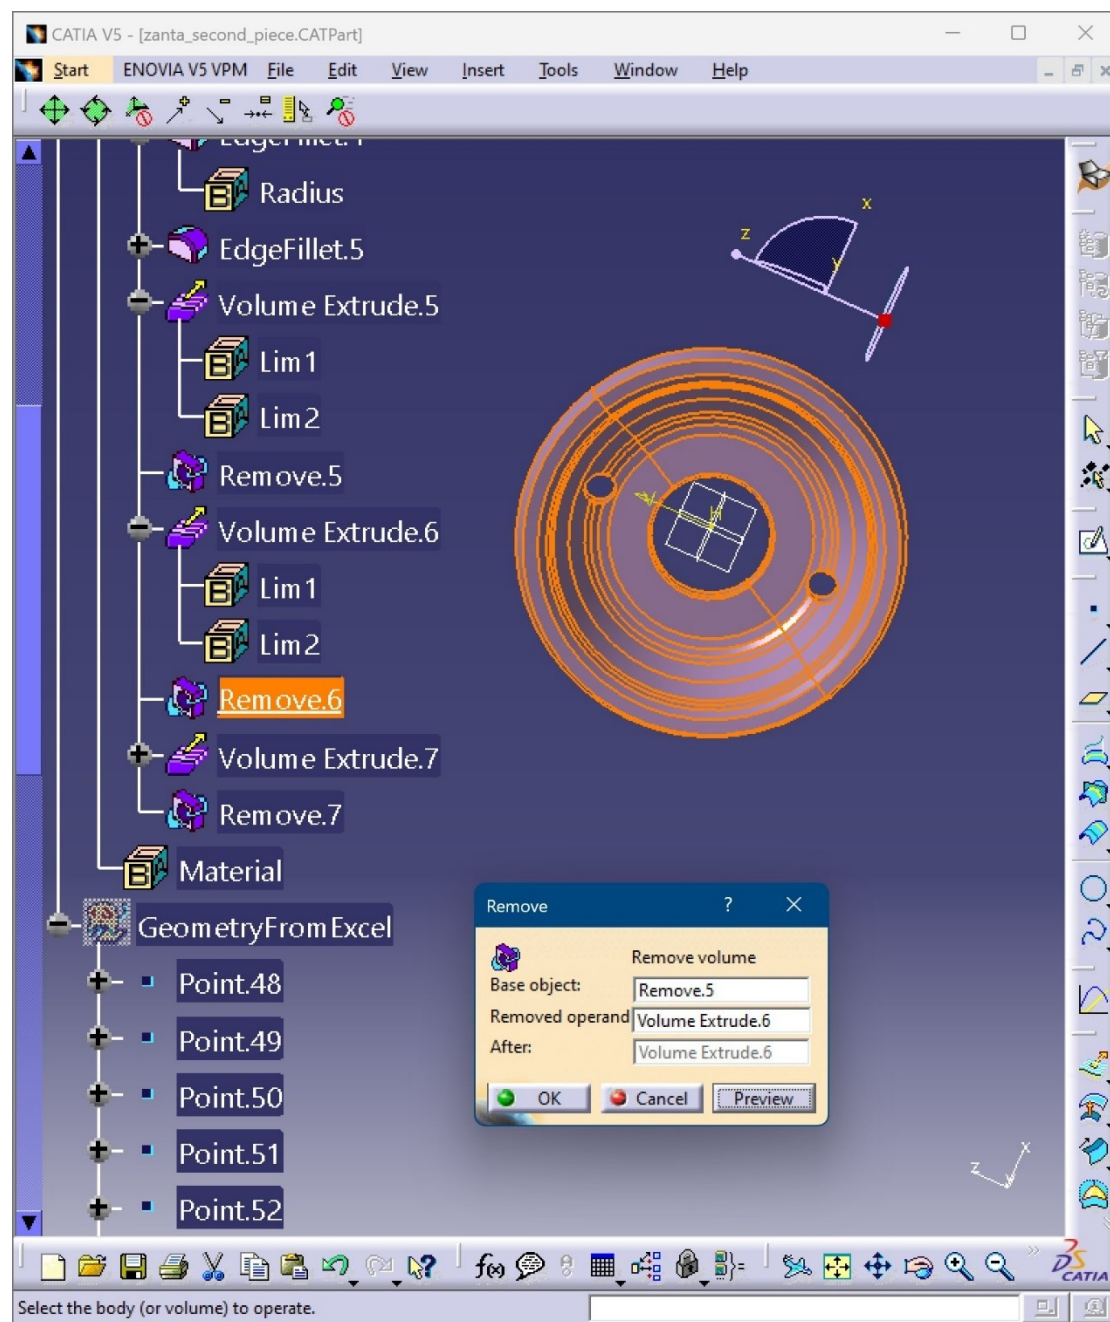 CATIA V5 - [zanta_second_piece.CATPart]
Start ENOVIA V5 VPM File Edit View Insert Tools Window Help
EdgeFillet.4
Radius
EdgeFillet.5
Volume Extrude.5
Lim1
Lim2
Remove.5
Volume Extrude.6
Lim1
Lim2
Remove.6
Volume Extrude.7
Remove.7
Material
GeometryFromExcel
Point.48
Point.49
Point.50
Point.51
Point.52
x
z
y
H
Remove ?
Remove volume
Base object: Remove.5
Removed operand Volume Extrude.6
After: Volume Extrude.6
OK Cancel Preview
x
z
y
f(x)
CATIA
Select the body (or volume) to operate.